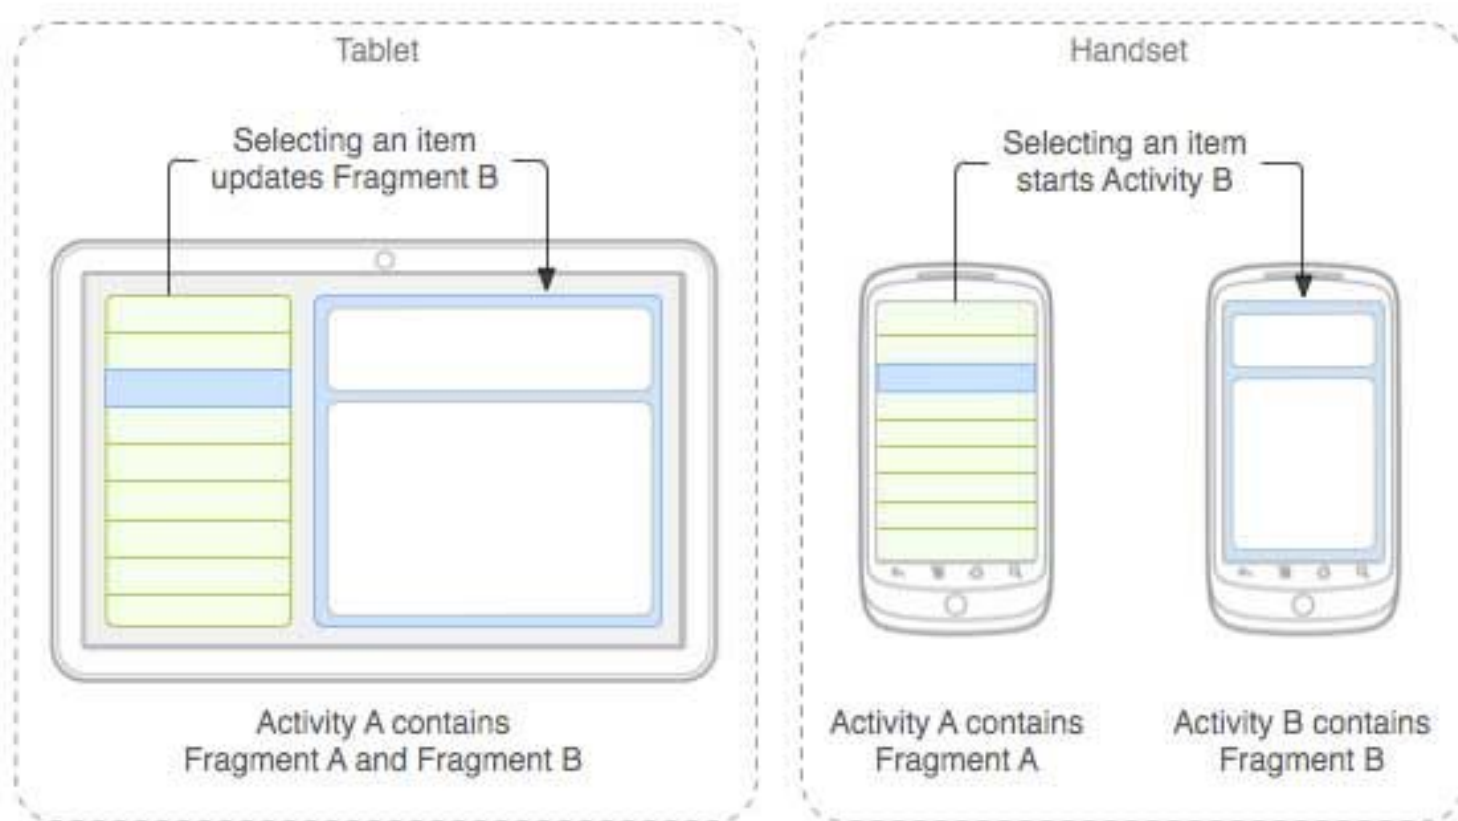 Tablet
Selecting an item
updates Fragment B
Activity A contains
Fragment A and Fragment B
Handset
Selecting an item
starts Activity B
Activity A contains
Fragment A
Activity B contains
Fragment B